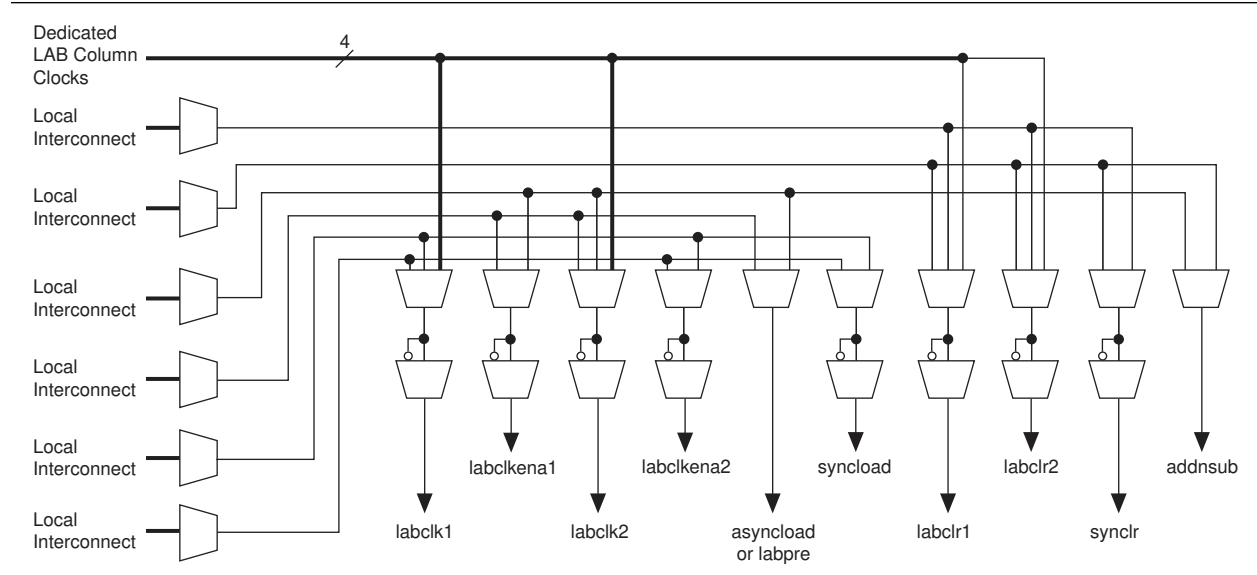 Dedicated
LAB Column
Clocks
4
Local
Interconnect
Local
Interconnect
Local
Interconnect
Local
Interconnect
Local
Interconnect
Local
Interconnect
labclkena1
labclkena2
syncload
labclr2
addnsub
labclk1
labclk2
asyncload
or labpre
labclr1
synclr